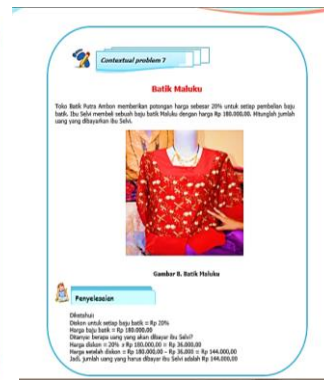 Contextual problem 7
Batik Maluku
Toko Batik Putra Ambon memberikan potongan harga sebesar 20% untuk setiap pembelian baju
batik. Ibu Selvi membeli sebuah baju batik Maluku dengan harga Rp 180.000,00. Hitunglah jumlah
uang yang dibayarkan ibu Selvi.
Gambar 8. Batik Maluku
Penyelesaian
Diketahui:
Diskon untuk setiap baju batik = Rp 20%
Harga baju batik = Rp 180.000,00
Ditanya: berapa uang yang akan dibayar ibu Selvi?
Harga diskon = 20% x Rp 180.000,00 = Rp 36.000,00
Harga setelah diskon = Rp 180.000,00 – Rp 36,000 = Rp 144.000,00
Jadi, jumlah uang yang harus dibayar ibu Selvi adalah Rp 144.000,00